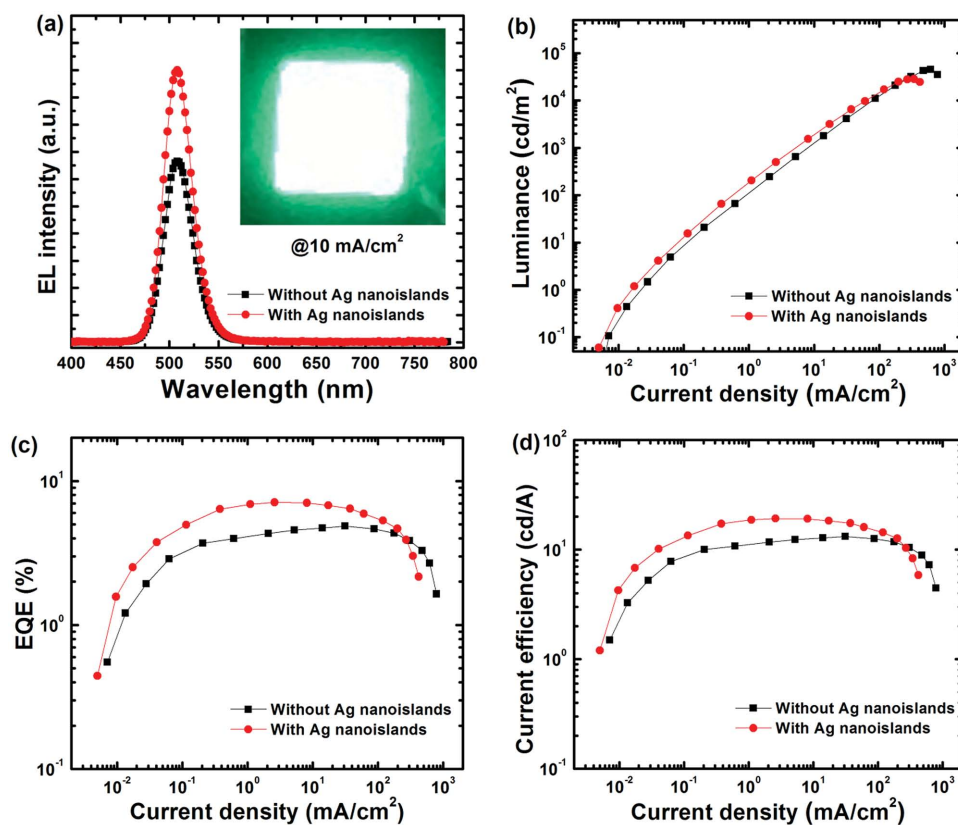 (a)
EL intensity (a.u.)
@10 mA/cm²
Without Ag nanoislands
With Ag nanoislands
400 450 500 550 600 650 700 750 800
Wavelength (nm)
(b)
Luminance (cd/m²)
10⁵
10⁴
10³
10²
10¹
10⁰
10⁻¹
Without Ag nanoislands
With Ag nanoislands
10⁻² 10⁻¹ 10⁰ 10¹ 10² 10³
Current density (mA/cm²)
(c)
EQE (%)
10¹
10⁰
10⁻¹
Without Ag nanoislands
With Ag nanoislands
10⁻² 10⁻¹ 10⁰ 10¹ 10² 10³
Current density (mA/cm²)
(d)
Current efficiency (cd/A)
10²
10¹
10⁰
10⁻¹
Without Ag nanoislands
With Ag nanoislands
10⁻² 10⁻¹ 10⁰ 10¹ 10² 10³
Current density (mA/cm²)